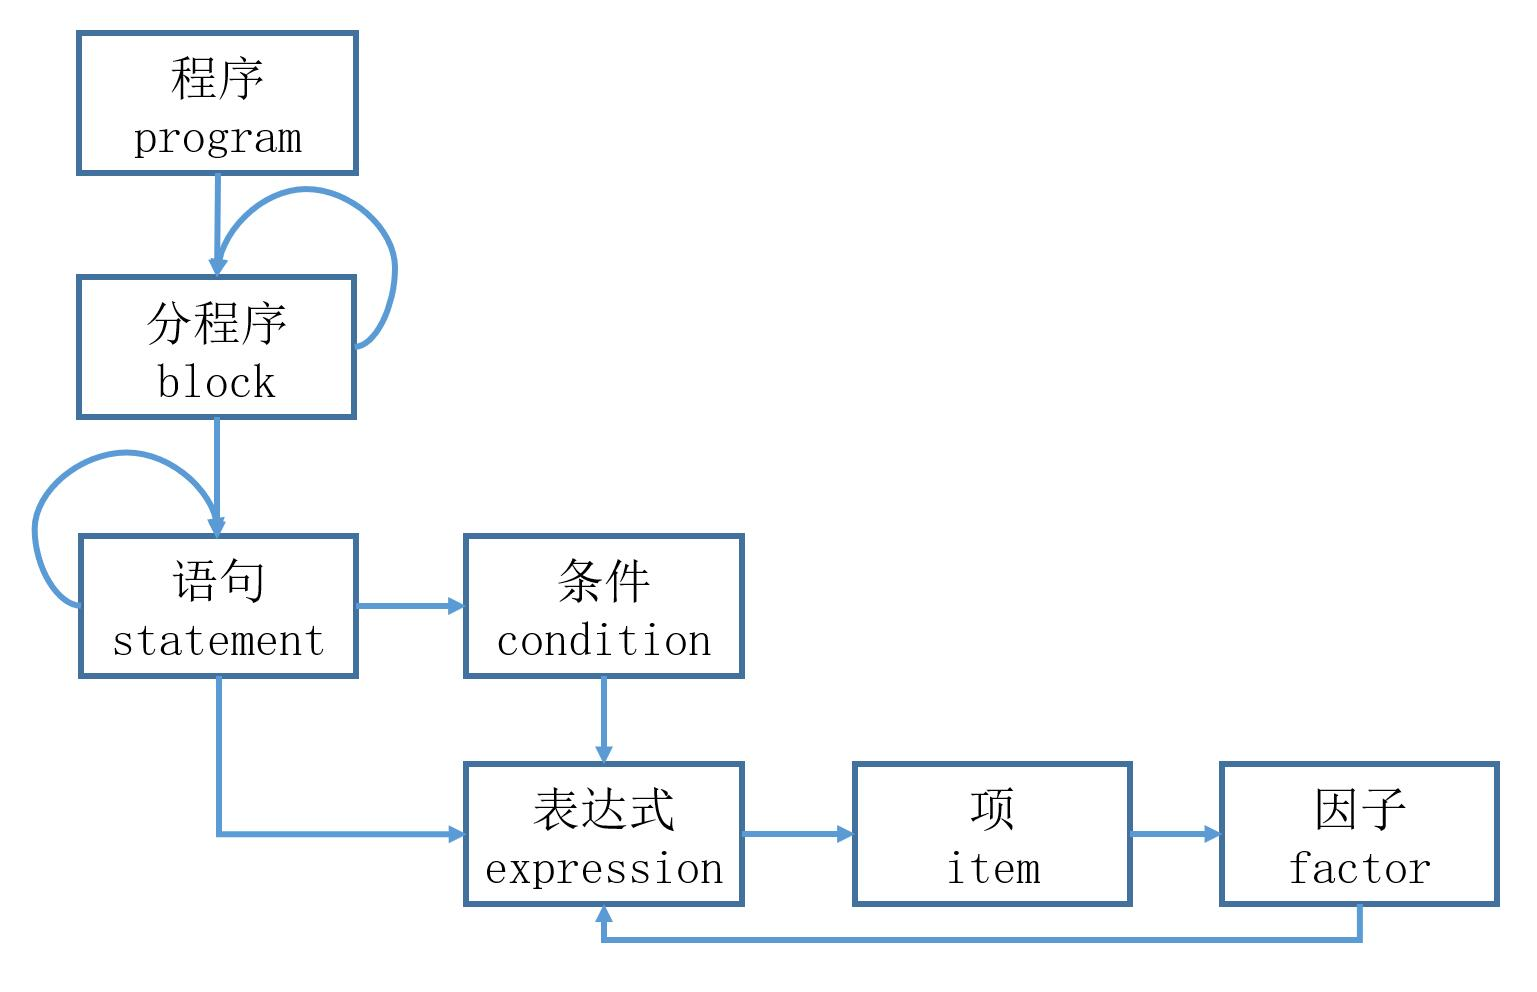 程序
program
分程序
block
语句
statement
条件
condition
表达式
expression
项
item
因子
factor